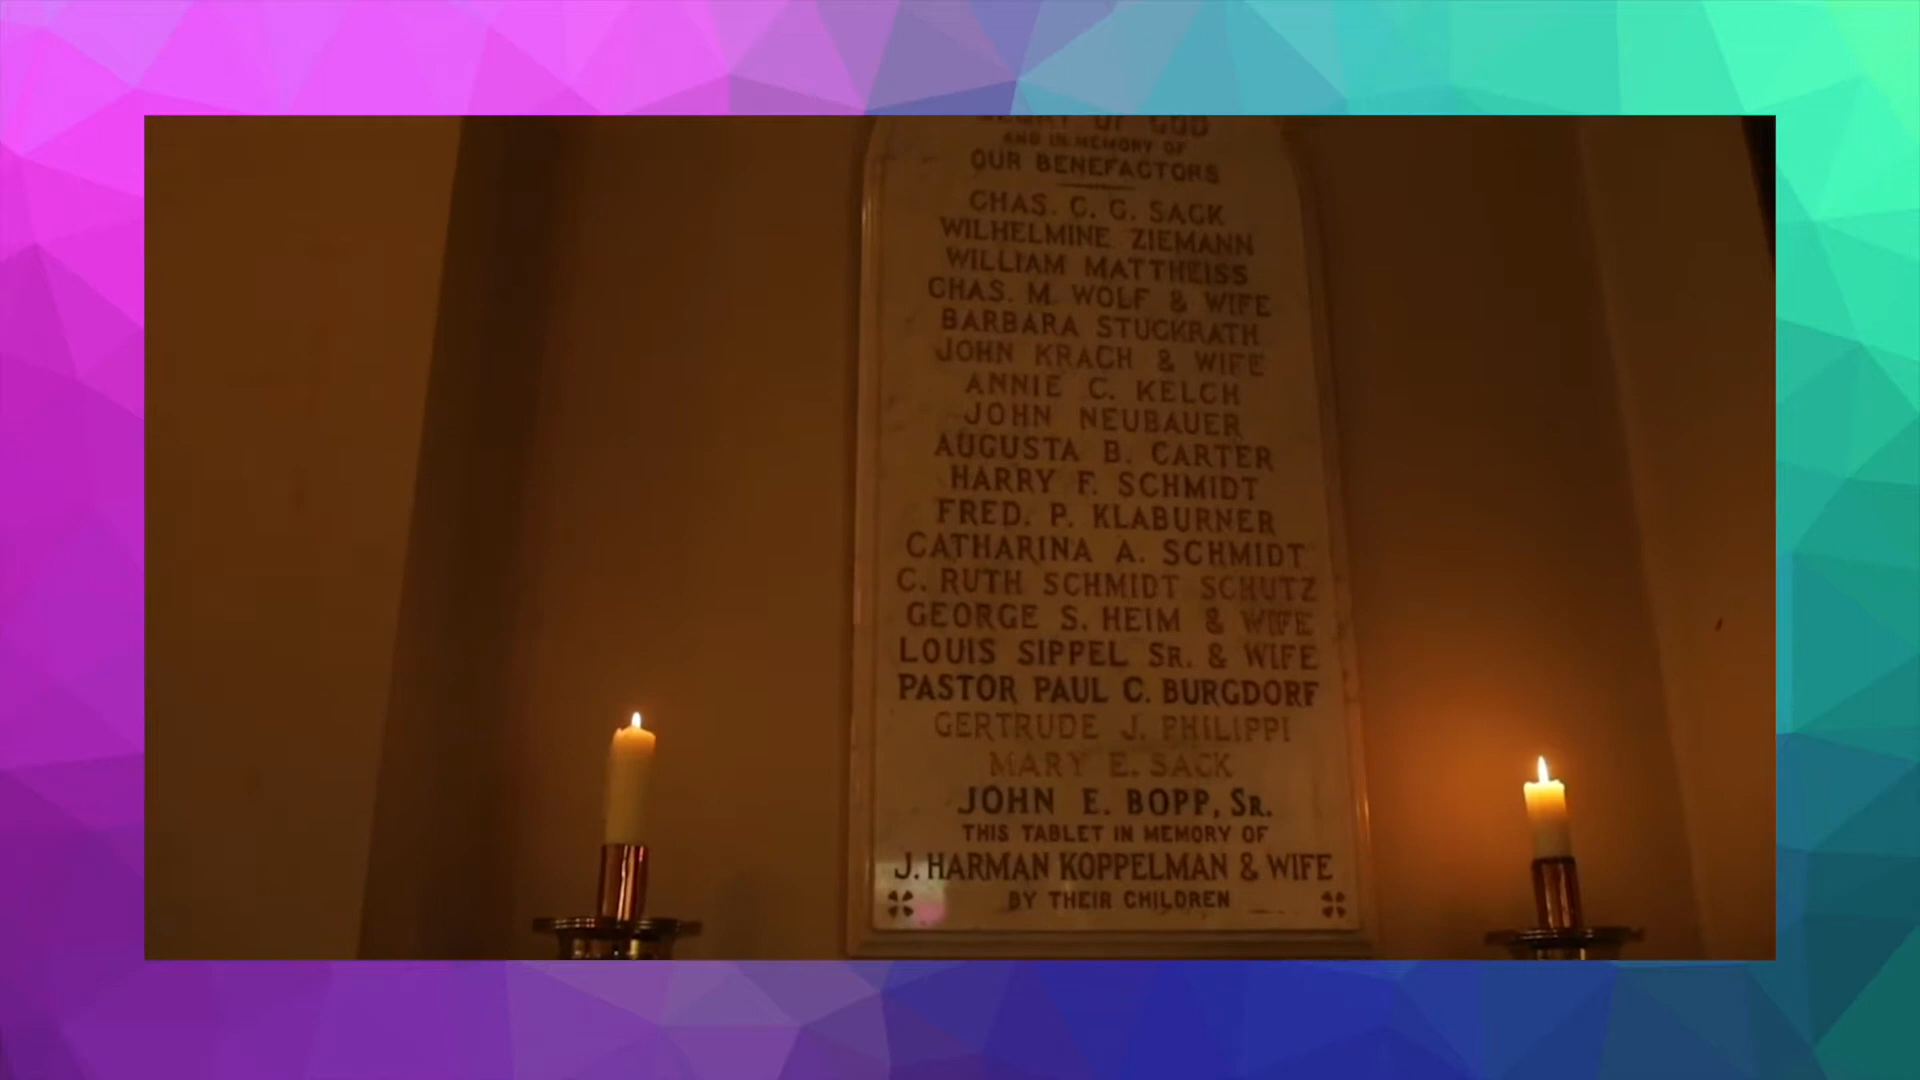 GLORY OF GOD
AND IN MEMORY OF
OUR BENEFACTORS
CHAS. C. G. SACK
WILHELMINE ZIEMANN
WILLIAM MATTHEISS
CHAS. M. WOLF & WIFE
BARBARA STUCKRATH
JOHN KRACH & WIFE
ANNIE C. KELCH
JOHN NEUBAUER
AUGUSTA B. CARTER
HARRY F. SCHMIDT
FRED. P. KLABURNER
CATHARINA A. SCHMIDT
C. RUTH SCHMIDT SCHUTZ
GEORGE S. HEIM & WIFE
LOUIS SIPPEL SR. & WIFE
PASTOR PAUL C. BURGDORF
GERTRUDE J. PHILIPPI
MARY E. SACK
JOHN E. BOPP, SR.
THIS TABLET IN MEMORY OF
J. HARMAN KOPPELMAN & WIFE
BY THEIR CHILDREN